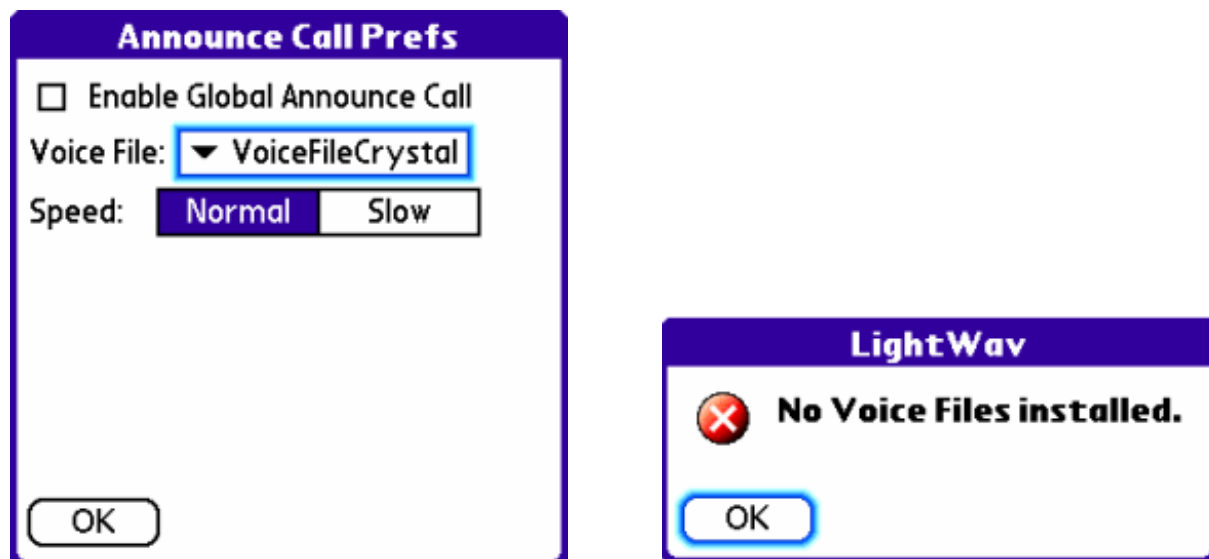 Announce Call Prefs
Enable Global Announce Call
Voice File: VoiceFileCrystal
Speed: Normal Slow
OK
LightWav
No Voice Files installed.
OK